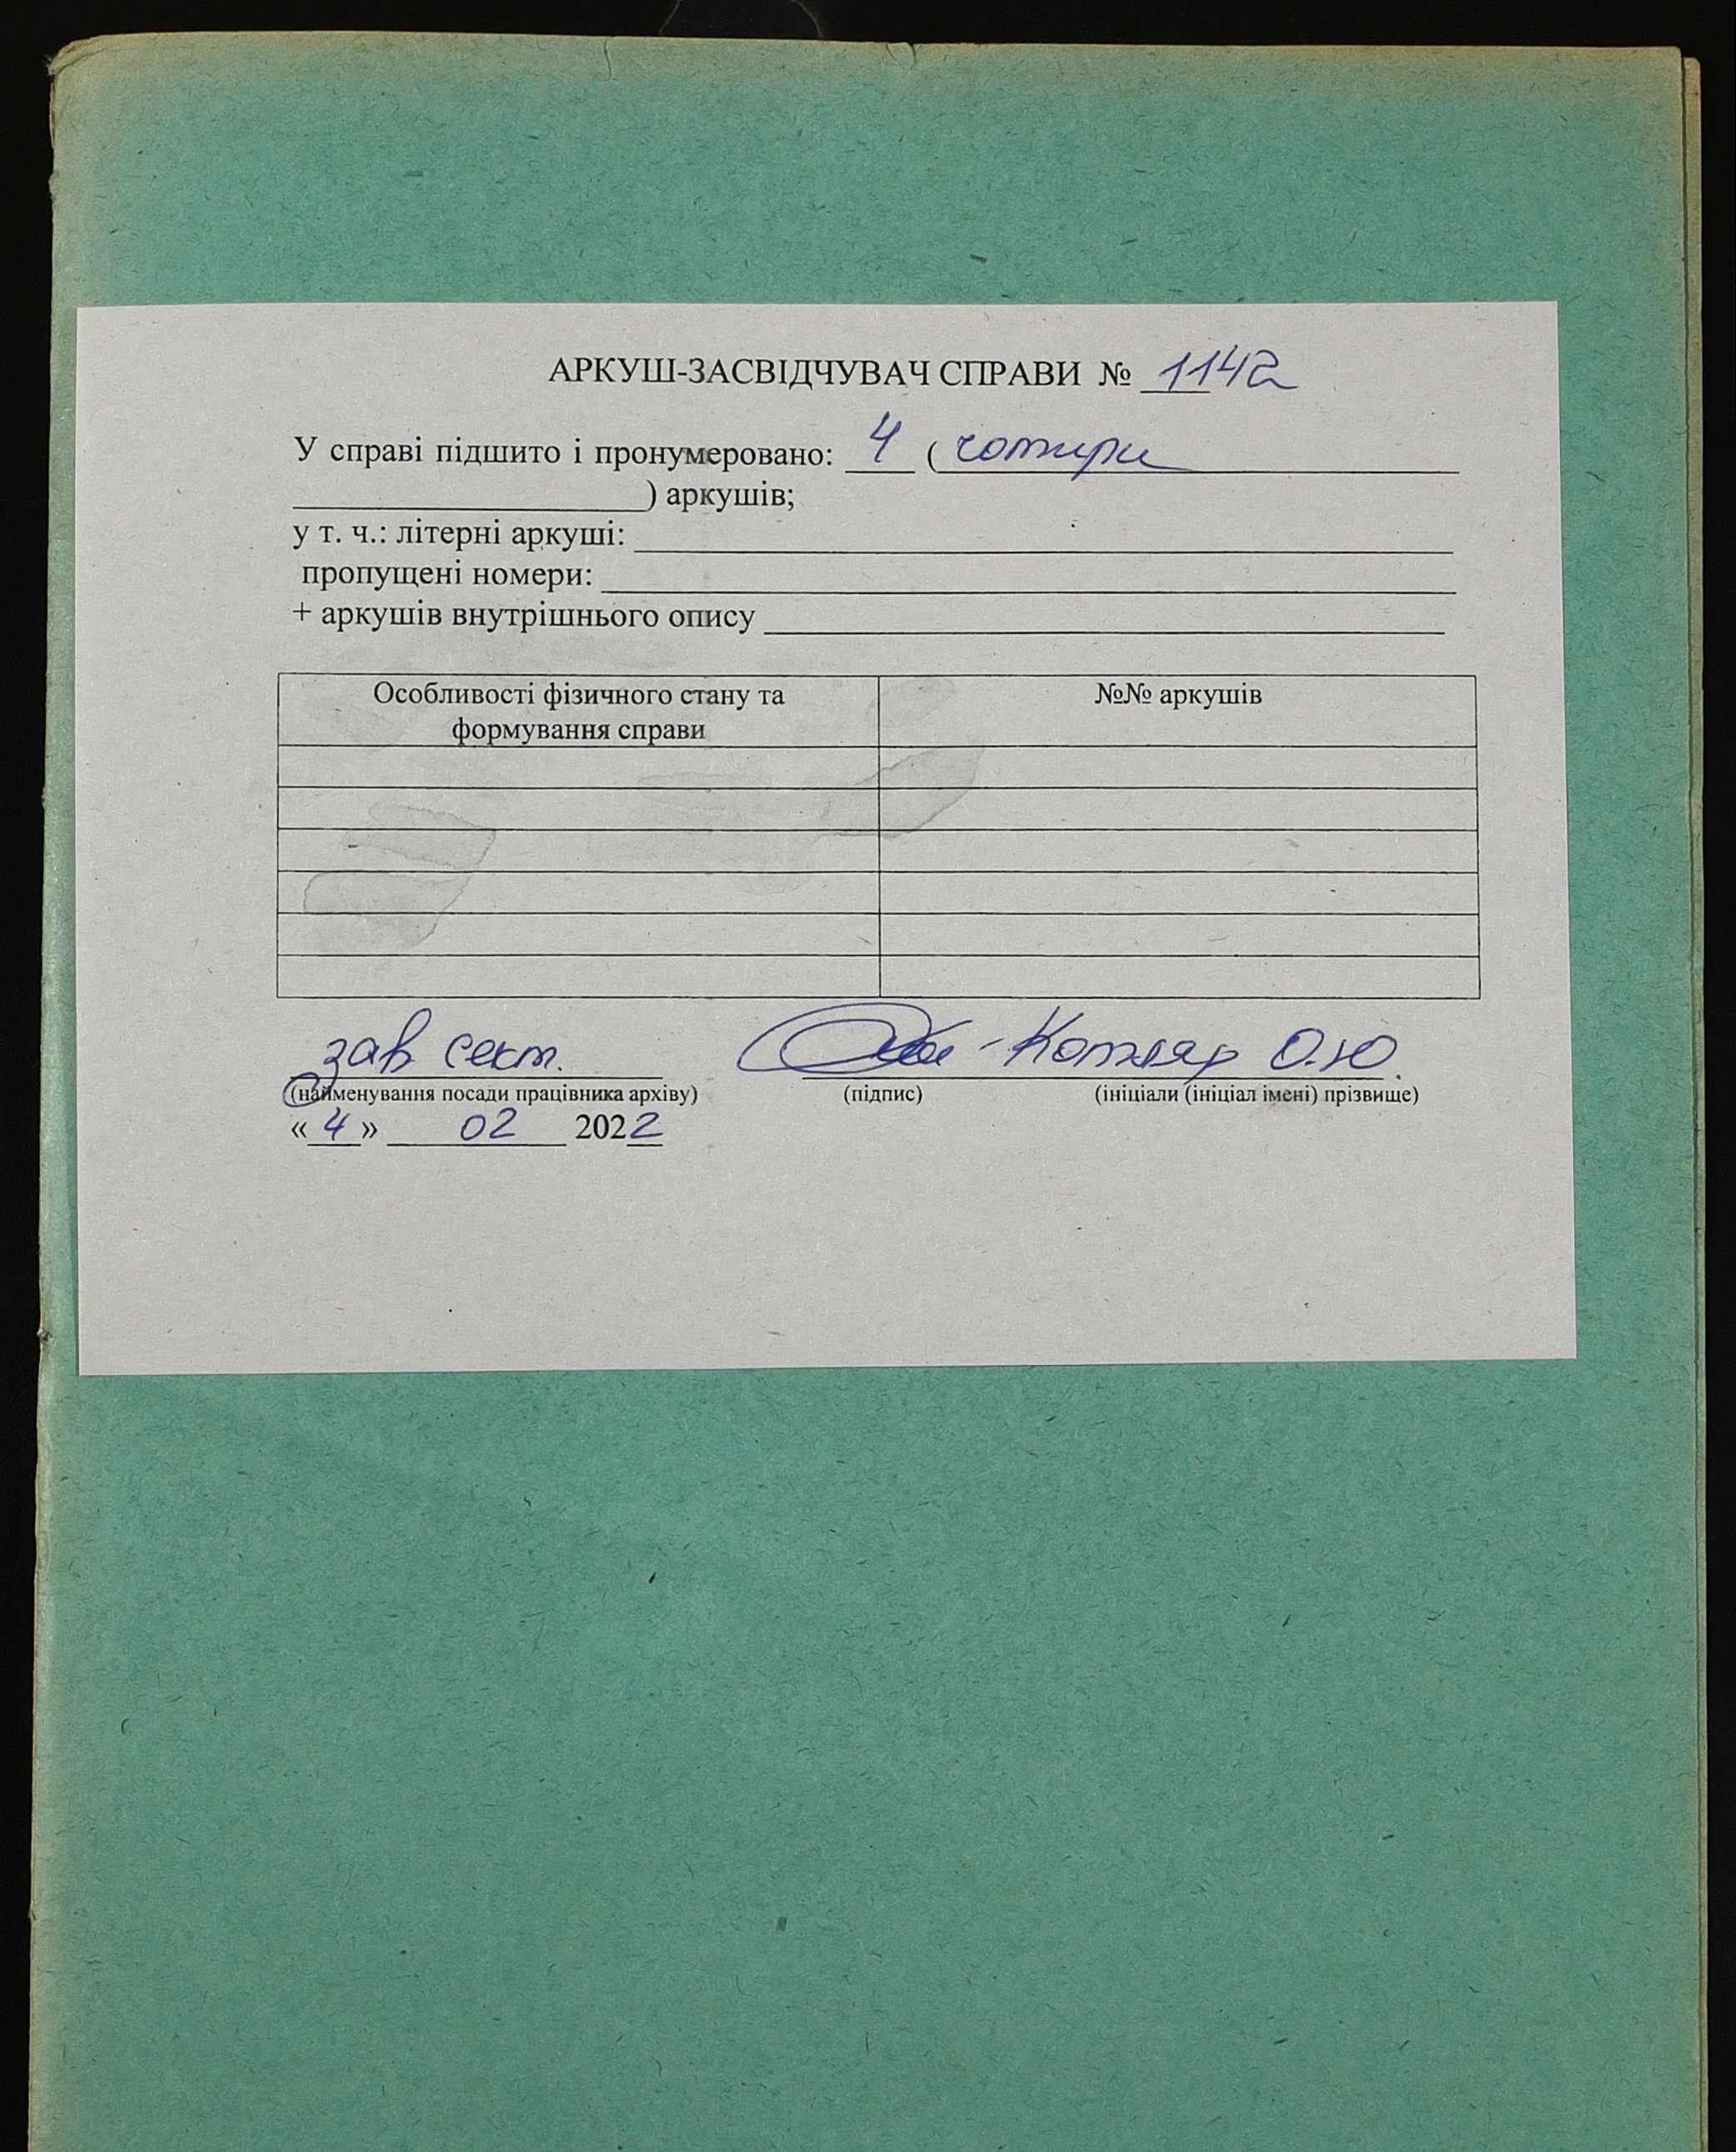 АРКУШ-ЗАСВІДЧУВАЧ СПРАВИ № 1142
У справі підшито і пронумеровано: 4 ( чотири
) аркушів;
у т. ч.: літерні аркуші:
пропущені номери:
+ аркушів внутрішнього опису
Особливості фізичного стану та №№ аркушів
формування справи
зав сект. Котляр О.Ю.
(найменування посади працівника архіву) (підпис) (ініціали (ініціал імені) прізвище)
« 4 » 02 2022